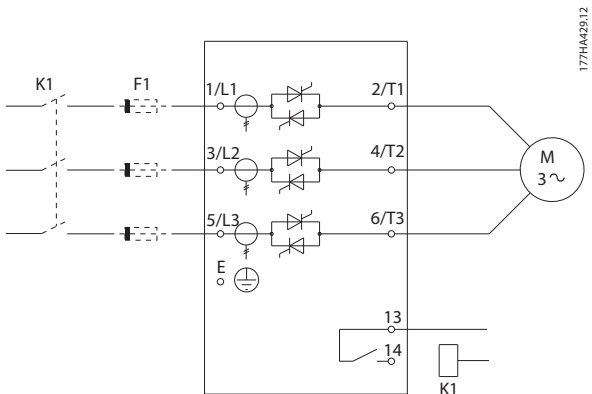 177HA429.12
K1
F1
1/L1
2/T1
3/L2
4/T2
M
3~
5/L3
6/T3
E
13
14
K1